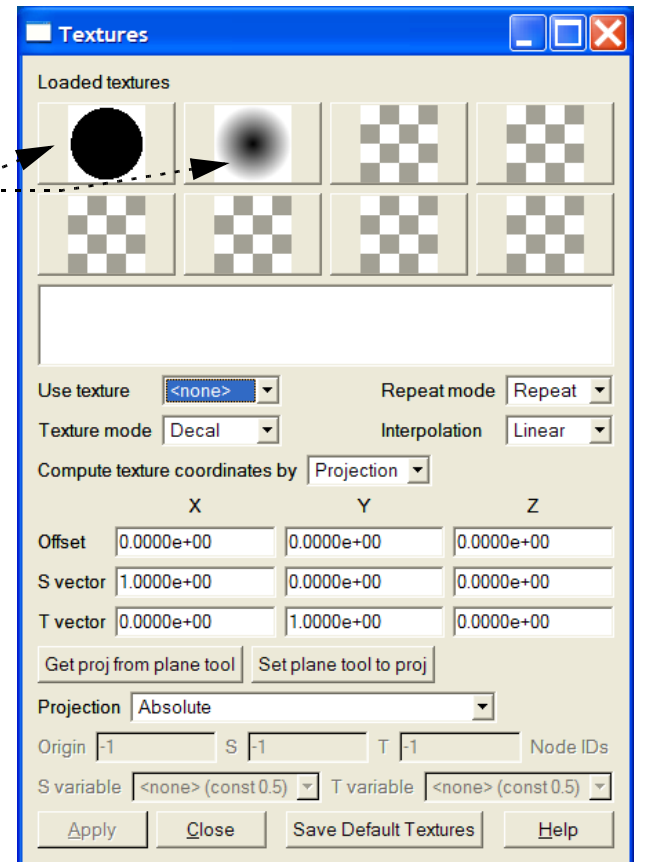 Textures
Loaded textures
Use texture <none> Repeat mode Repeat
Texture mode Decal Interpolation Linear
Compute texture coordinates by Projection
X Y Z
Offset 0.0000e+00 0.0000e+00 0.0000e+00
S vector 1.0000e+00 0.0000e+00 0.0000e+00
T vector 0.0000e+00 1.0000e+00 0.0000e+00
Get proj from plane tool Set plane tool to proj
Projection Absolute
Origin -1 S -1 T -1 Node IDs
S variable <none> (const 0.5) T variable <none> (const 0.5)
Apply Close Save Default Textures Help